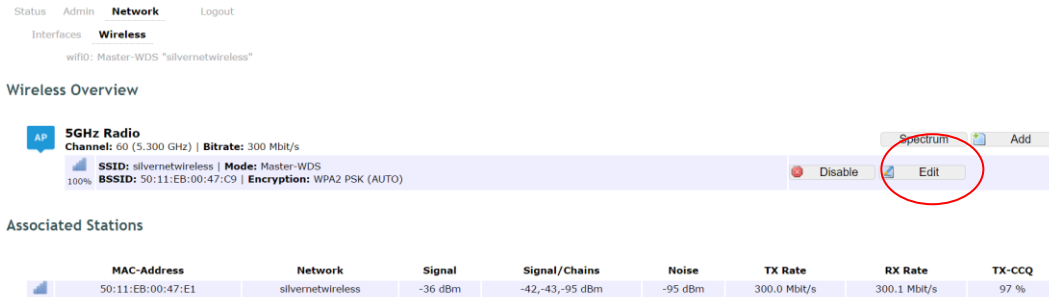 Status Admin Network Logout
Interfaces Wireless
wifi0: Master-WDS "silvernetwireless"
Wireless Overview
AP
5GHz Radio
Channel: 60 (5.300 GHz) | Bitrate: 300 Mbit/s
Spectrum Add
SSID: silvernetwireless | Mode: Master-WDS
100% BSSID: 50:11:EB:00:47:C9 | Encryption: WPA2 PSK (AUTO)
Disable Edit
Associated Stations
MAC-Address Network Signal Signal/Chains Noise TX Rate RX Rate TX-CCQ
50:11:EB:00:47:E1 silvernetwireless -36 dBm -42,-43,-95 dBm -95 dBm 300.0 Mbit/s 300.1 Mbit/s 97 %